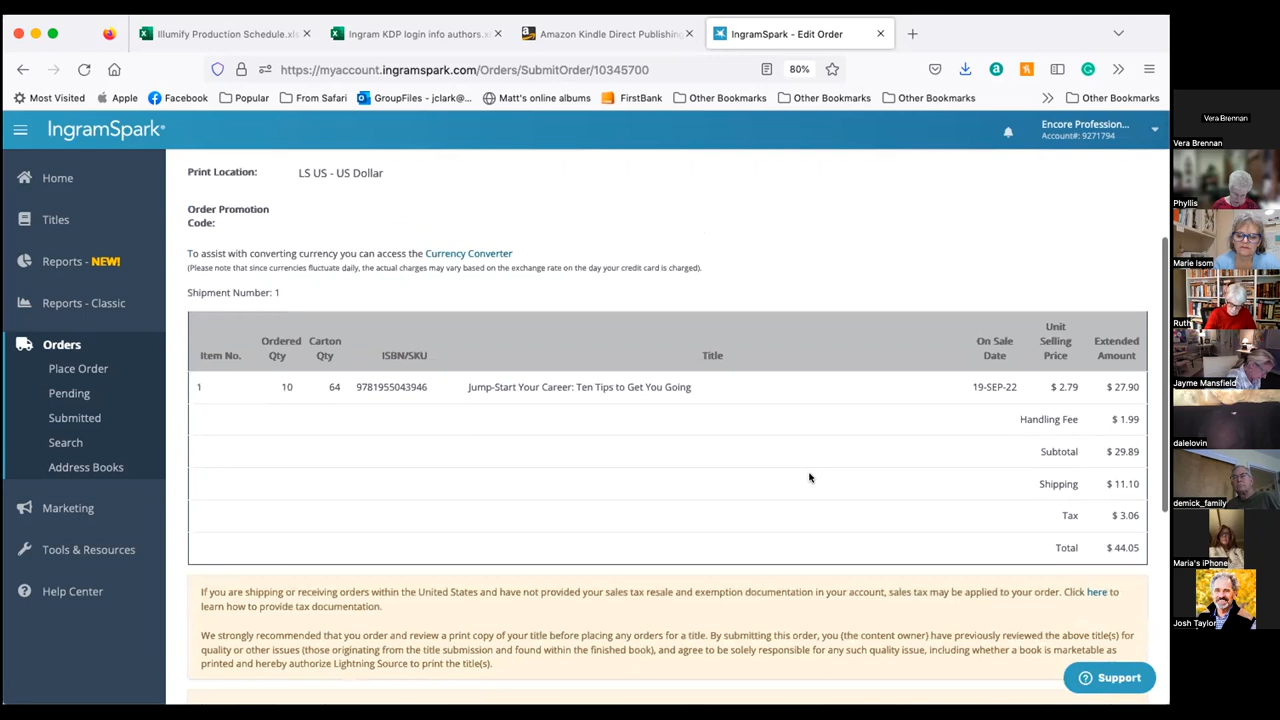 Illumify Production Schedule.xls
Ingram KDP login info authors.x
Amazon Kindle Direct Publishing
IngramSpark - Edit Order
https://myaccount.ingramspark.com/Orders/SubmitOrder/10345700
80%
Most Visited
Apple
Facebook
Popular
From Safari
GroupFiles - jclark@...
Matt's online albums
FirstBank
Other Bookmarks
Other Bookmarks
Other Bookmarks
Other Bookmarks
IngramSpark
Encore Profession...
Account#: 9271794
Home
Titles
Reports - NEW!
Reports - Classic
Orders
Place Order
Pending
Submitted
Search
Address Books
Marketing
Tools & Resources
Help Center
Print Location: LS US - US Dollar
Order Promotion
Code:
To assist with converting currency you can access the Currency Converter
(Please note that since currencies fluctuate daily, the actual charges may vary based on the exchange rate on the day your credit card is charged).
Shipment Number: 1
Item No. Ordered Qty Carton Qty ISBN/SKU Title On Sale Date Unit Selling Price Extended Amount
1 10 64 9781955043946 Jump-Start Your Career: Ten Tips to Get You Going 19-SEP-22 $ 2.79 $ 27.90
Handling Fee $ 1.99
Subtotal $ 29.89
Shipping $ 11.10
Tax $ 3.06
Total $ 44.05
If you are shipping or receiving orders within the United States and have not provided your sales tax resale and exemption documentation in your account, sales tax may be applied to your order. Click here to
learn how to provide tax documentation.
We strongly recommended that you order and review a print copy of your title before placing any orders for a title. By submitting this order, you (the content owner) have previously reviewed the above title(s) for
quality or other issues (those originating from the title submission and found within the finished book), and agree to be solely responsible for any such quality issue, including whether a book is marketable as
printed and hereby authorize Lightning Source to print the title(s).
Support
Vera Brennan
Vera Brennan
Phyllis
Marie Isom
Ruth
Jayme Mansfield
dalelovin
demick_family
Maria's iPhone
Josh Taylor